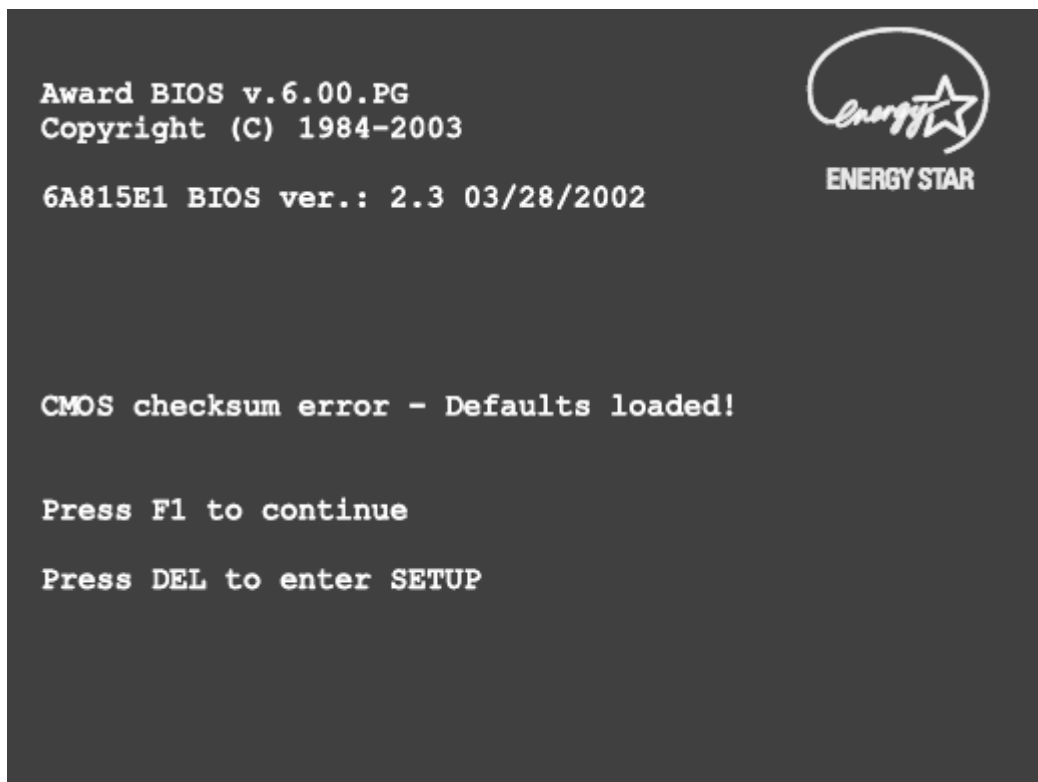 Award BIOS v.6.00.PG
Copyright (C) 1984-2003
energy
ENERGY STAR
6A815E1 BIOS ver.: 2.3 03/28/2002
CMOS checksum error - Defaults loaded!
Press F1 to continue
Press DEL to enter SETUP